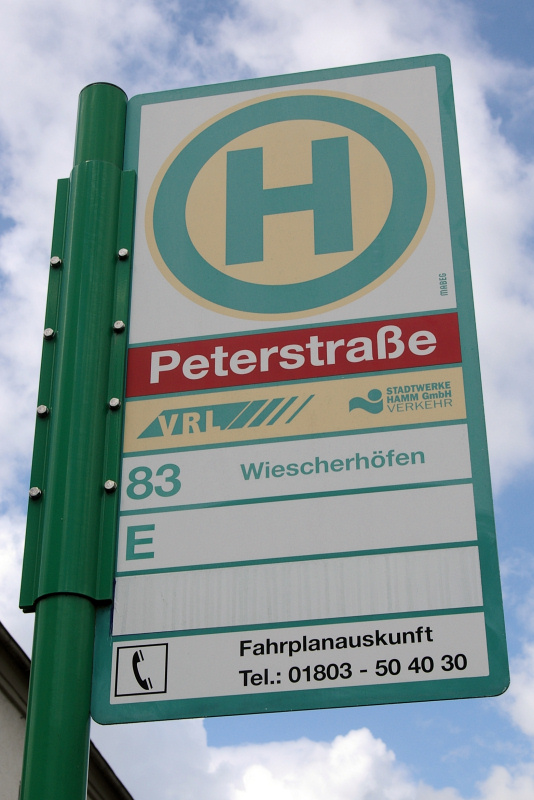 H
MABEG
Peterstraße
VRL
STADTWERKE
HAMM GmbH
VERKEHR
83 Wiescherhöfen
E
Fahrplanauskunft
Tel.: 01803 - 50 40 30